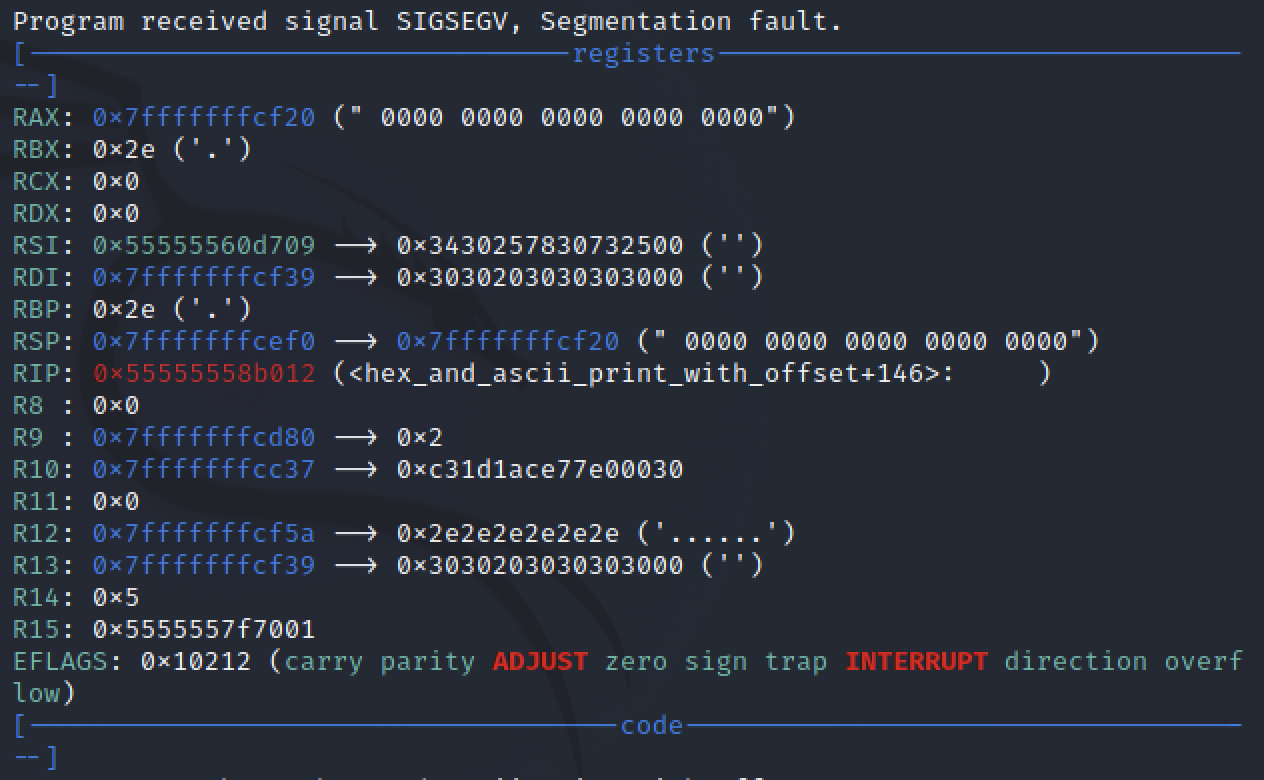 Program received signal SIGSEGV, Segmentation fault.
[──────────────────────────────────registers─────────────────────────────────
--]
RAX: 0x7fffffffcf20 (" 0000 0000 0000 0000 0000")
RBX: 0x2e ('.')
RCX: 0x0
RDX: 0x0
RSI: 0x55555560d709 --> 0x3430257830732500 ('')
RDI: 0x7fffffffcf39 --> 0x3030203030303000 ('')
RBP: 0x2e ('.')
RSP: 0x7fffffffcef0 --> 0x7fffffffcf20 (" 0000 0000 0000 0000 0000")
RIP: 0x55555558b012 (<hex_and_ascii_print_with_offset+146>:     )
R8 : 0x0
R9 : 0x7fffffffcd80 --> 0x2
R10: 0x7fffffffcc37 --> 0xc31d1ace77e00030
R11: 0x0
R12: 0x7fffffffcf5a --> 0x2e2e2e2e2e2e ('......')
R13: 0x7fffffffcf39 --> 0x3030203030303000 ('')
R14: 0x5
R15: 0x5555557f7001
EFLAGS: 0x10212 (carry parity ADJUST zero sign trap INTERRUPT direction overf
low)
[─────────────────────────────────────code───────────────────────────────────
--]